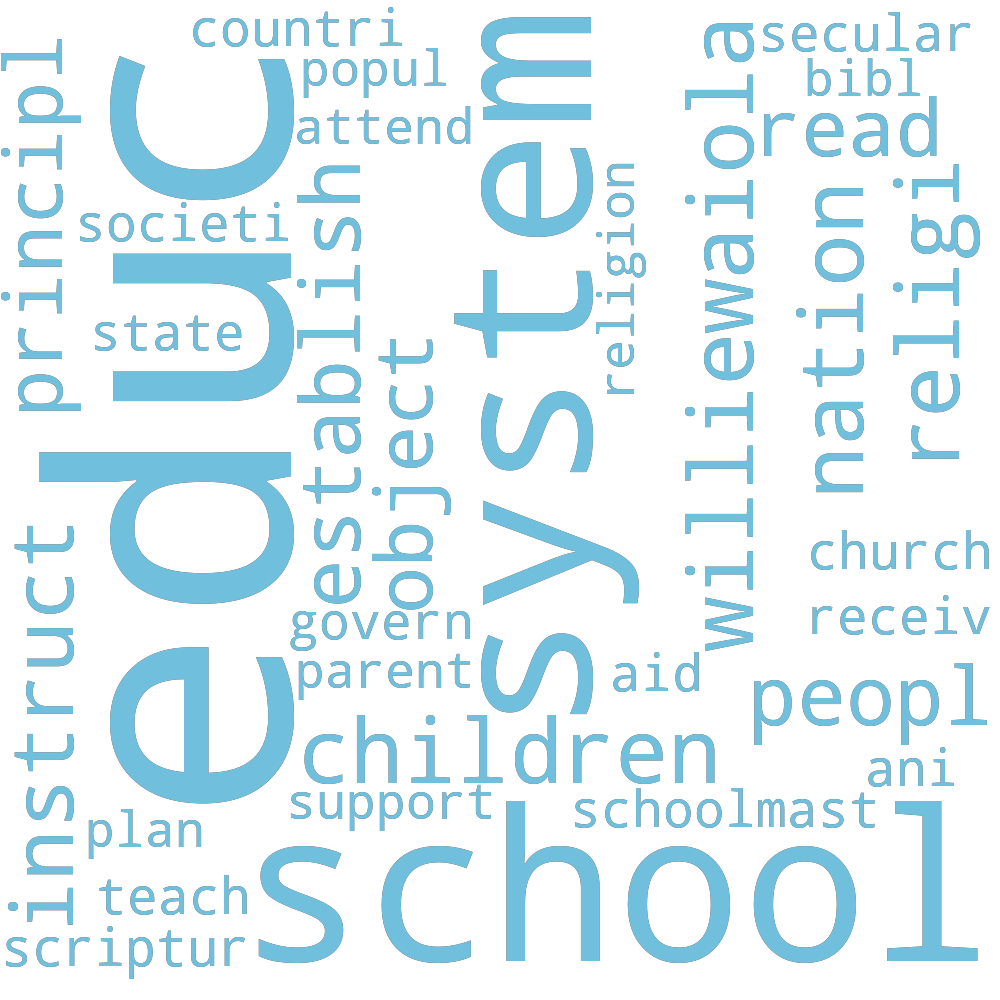 countri
popul
attend
secular
bibl
read
principl
educ
societi
state
establish
object
system
religion
williewaiola
nation
religi
church
receiv
instruct
govern
parent
aid
peopl
children
ani
support
schoolmast
plan
teach
scriptur
school